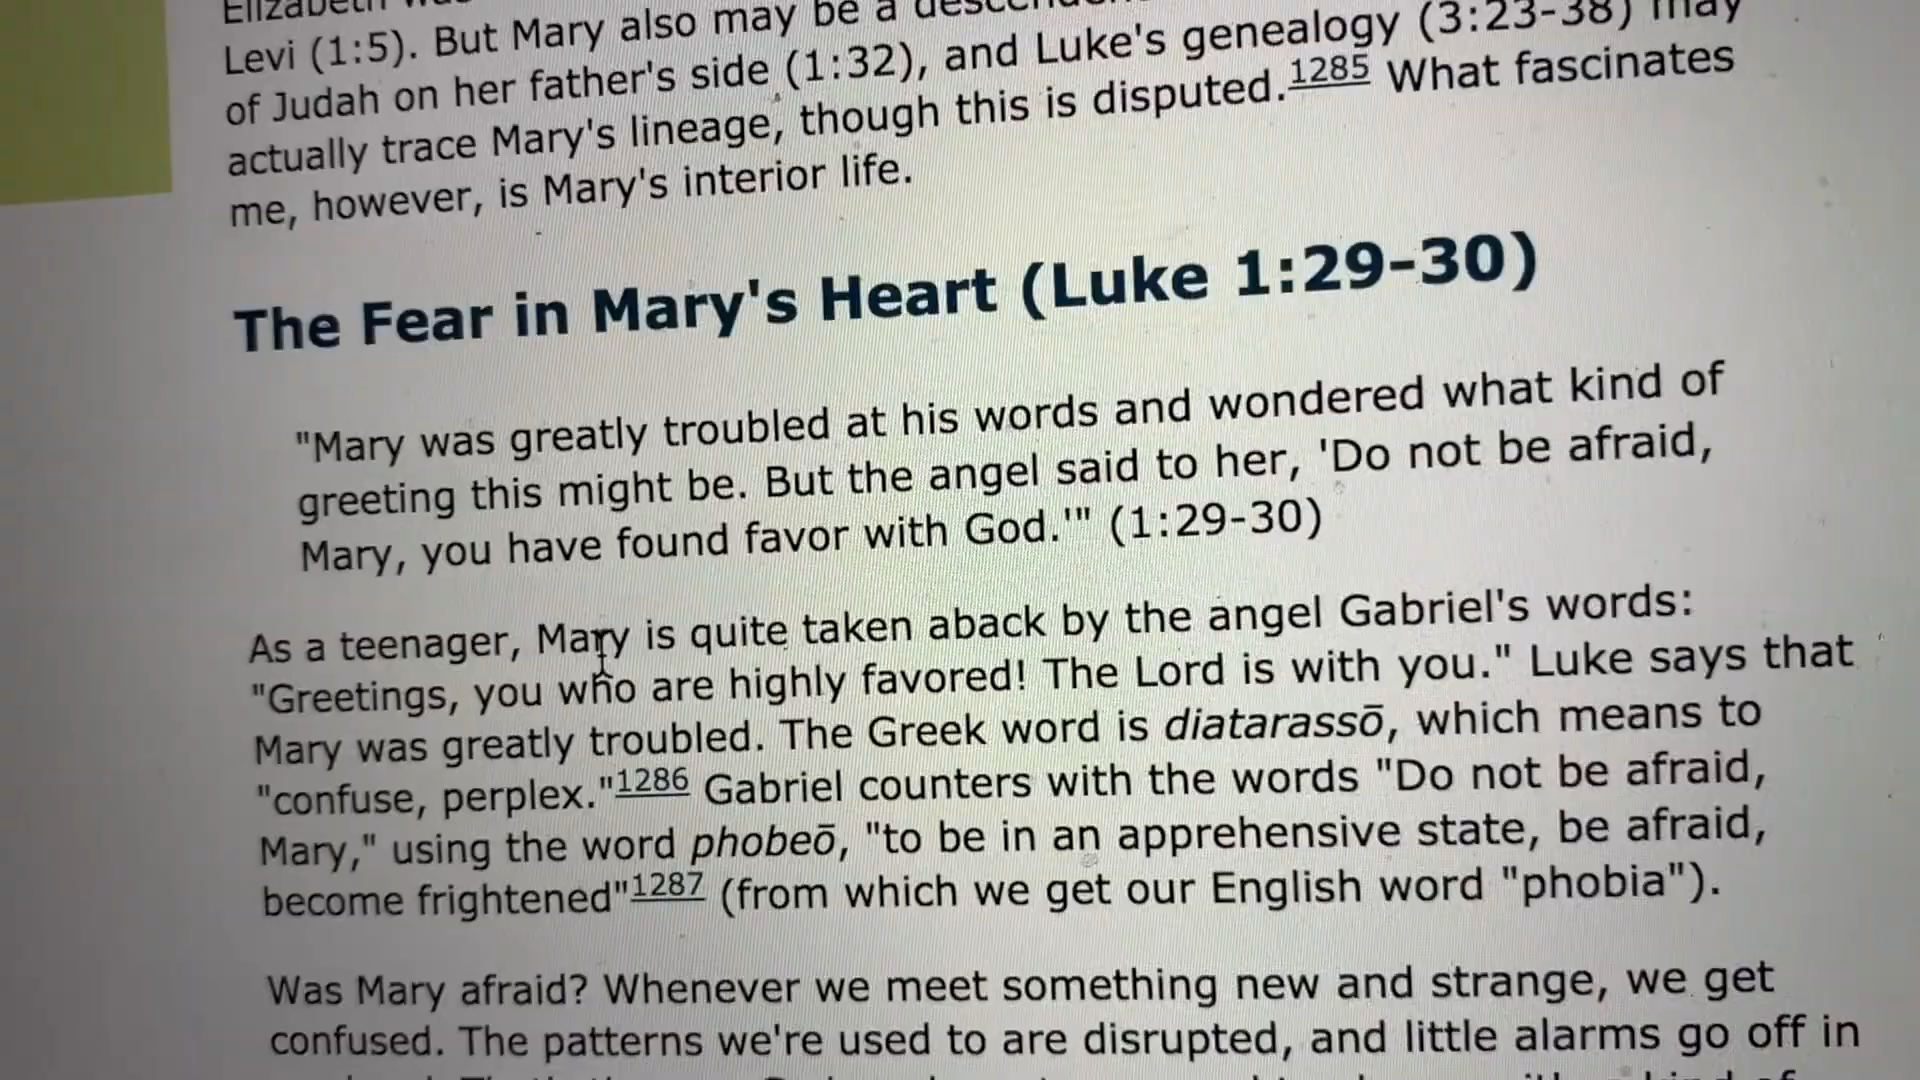 Elizabeth was
Levi (1:5). But Mary also may be a
of Judah on her father's side (1:32), and Luke's genealogy (3:23-38) may
actually trace Mary's lineage, though this is disputed.1285 What fascinates
me, however, is Mary's interior life.
The Fear in Mary's Heart (Luke 1:29-30)
"Mary was greatly troubled at his words and wondered what kind of
greeting this might be. But the angel said to her, 'Do not be afraid,
Mary, you have found favor with God.'" (1:29-30)
As a teenager, Mary is quite taken aback by the angel Gabriel's words:
"Greetings, you who are highly favored! The Lord is with you." Luke says that
Mary was greatly troubled. The Greek word is diatarassō, which means to
"confuse, perplex."1286 Gabriel counters with the words "Do not be afraid,
Mary," using the word phobeō, "to be in an apprehensive state, be afraid,
become frightened"1287 (from which we get our English word "phobia").
Was Mary afraid? Whenever we meet something new and strange, we get
confused. The patterns we're used to are disrupted, and little alarms go off in